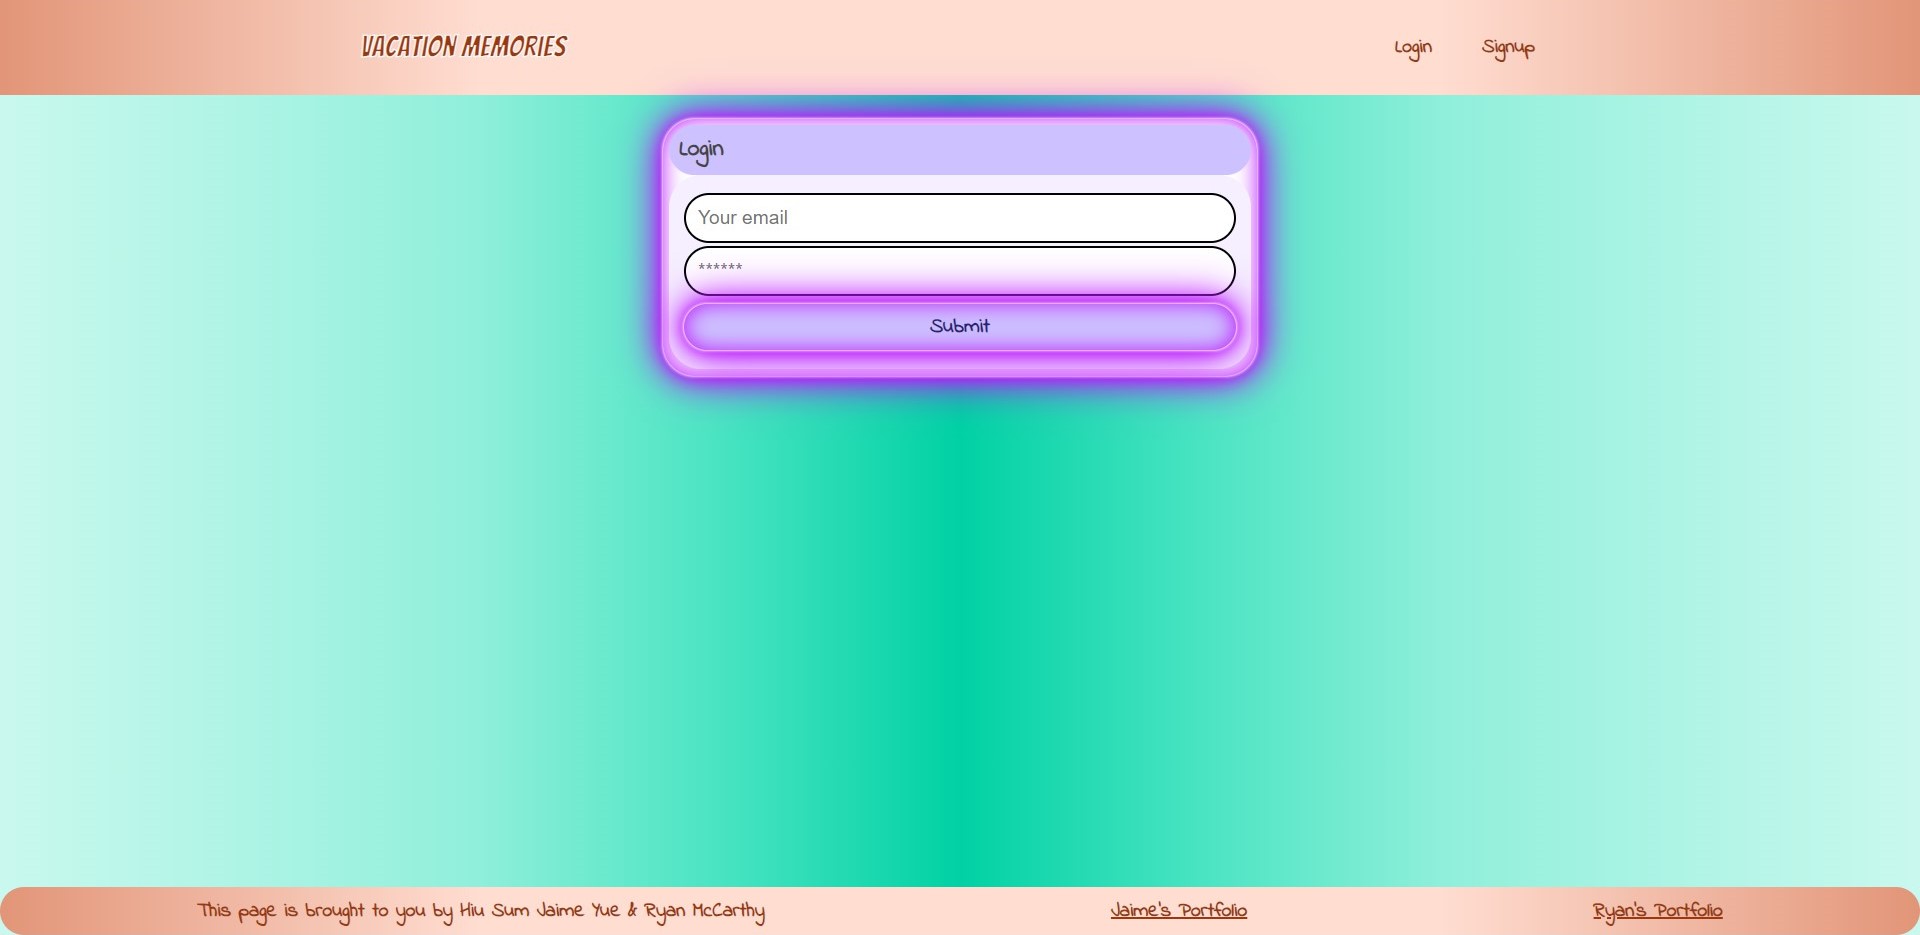 VACATION MEMORIES
Login
Signup
Login
Your email
******
Submit
This page is brought to you by Hiu Sum Jaime Yue & Ryan McCarthy
Jaime's Portfolio
Ryan's Portfolio